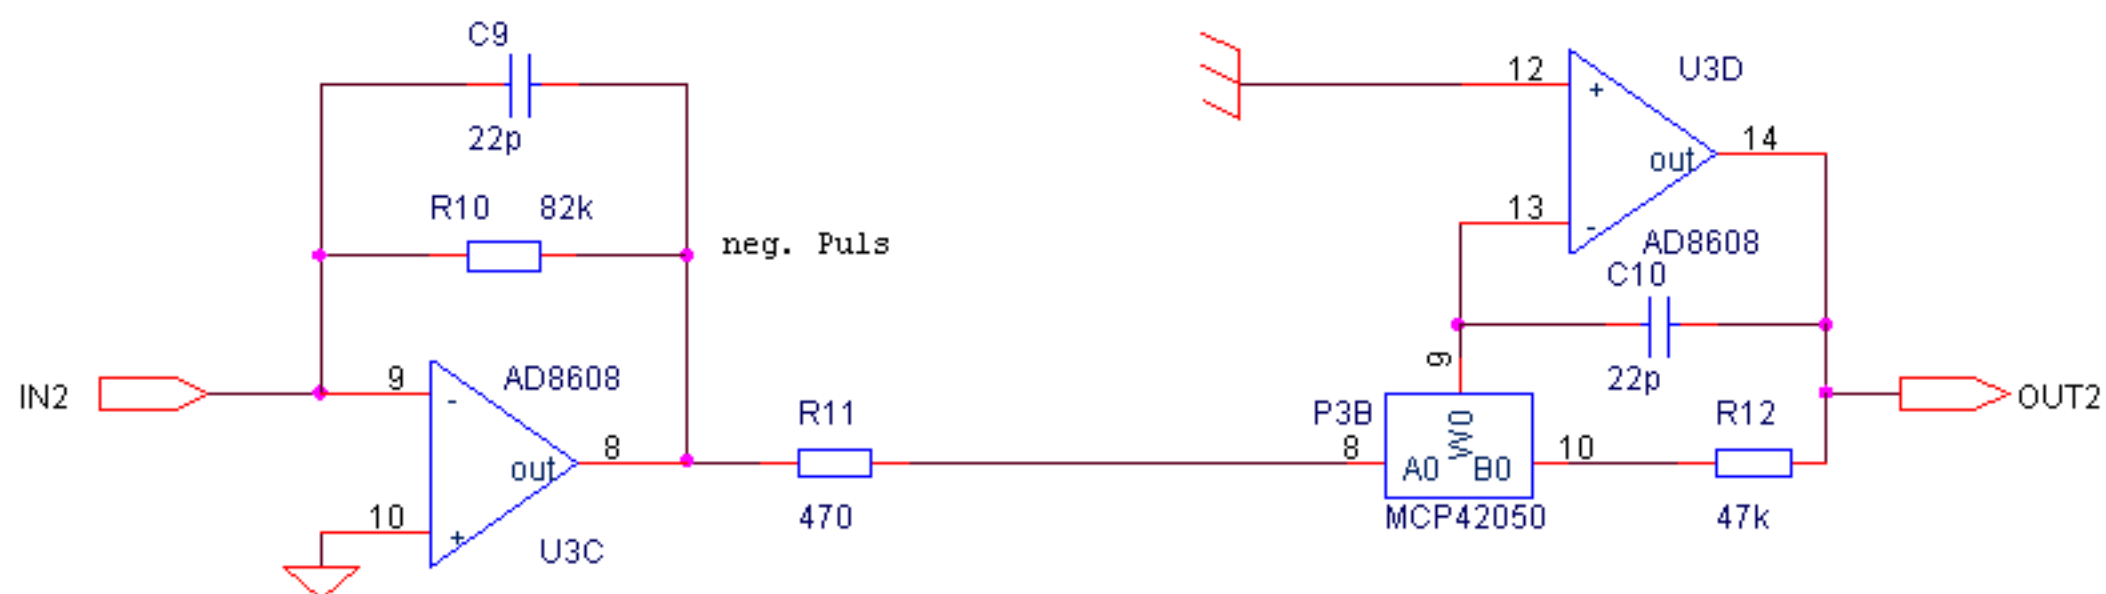 C9
22p
R10 82k
neg. Puls
IN2
9
-
AD8608
out
8
10
+
U3C
R11
470
12
+
U3D
out
14
13
-
AD8608
C10
22p
9
P3B
8
A0
W0
B0
10
MCP42050
R12
47k
OUT2